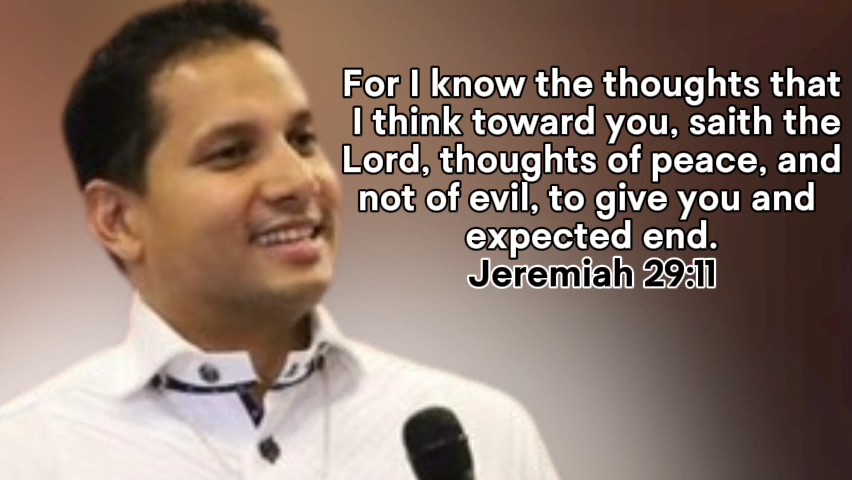 For I know the thoughts that
I think toward you, saith the
Lord, thoughts of peace, and
not of evil, to give you and
expected end.
Jeremiah 29:11